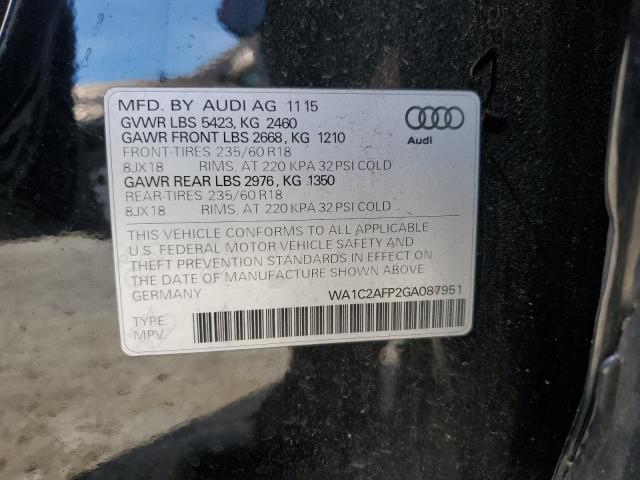 MFD. BY AUDI AG 11 15
GVWR LBS 5423, KG 2460
GAWR FRONT LBS 2668, KG 1210
FRONT-TIRES 235/60 R18
8JX18 RIMS, AT 220 KPA 32 PSI COLD
GAWR REAR LBS 2976, KG 1350
REAR-TIRES 235/60 R18
8JX18 RIMS, AT 220 KPA 32 PSI COLD
Audi
THIS VEHICLE CONFORMS TO ALL APPLICABLE
U.S. FEDERAL MOTOR VEHICLE SAFETY AND
THEFT PREVENTION STANDARDS IN EFFECT ON
THE DATE OF MANUFACTURE SHOWN ABOVE.
GERMANY WA1C2AFP2GA087951
TYPE:
MPV